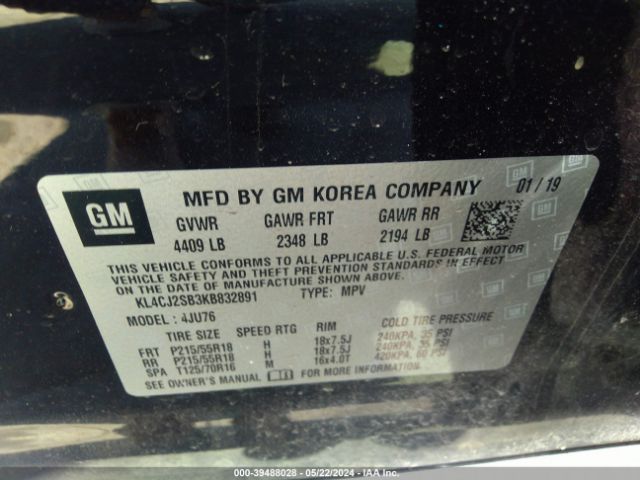 GM MFD BY GM KOREA COMPANY 01/19
GVWR GAWR FRT GAWR RR
4409 LB 2348 LB 2194 LB
THIS VEHICLE CONFORMS TO ALL APPLICABLE U.S. FEDERAL MOTOR
VEHICLE SAFETY AND THEFT PREVENTION STANDARDS IN EFFECT
ON THE DATE OF MANUFACTURE SHOWN ABOVE.
KL4CJ2SB3KB832891 TYPE: MPV
MODEL: 4JU76
TIRE SIZE SPEED RTG RIM COLD TIRE PRESSURE
FRT P215/55R18 H 18x7.5J 240KPA, 35 PSI
RR P215/55R18 H 18x7.5J 240KPA, 35 PSI
SPA T125/70R16 M 16x4.0T 420KPA, 60 PSI
SEE OWNER'S MANUAL FOR MORE INFORMATION.
000-39488028 - 05/22/2024 - IAA Inc.